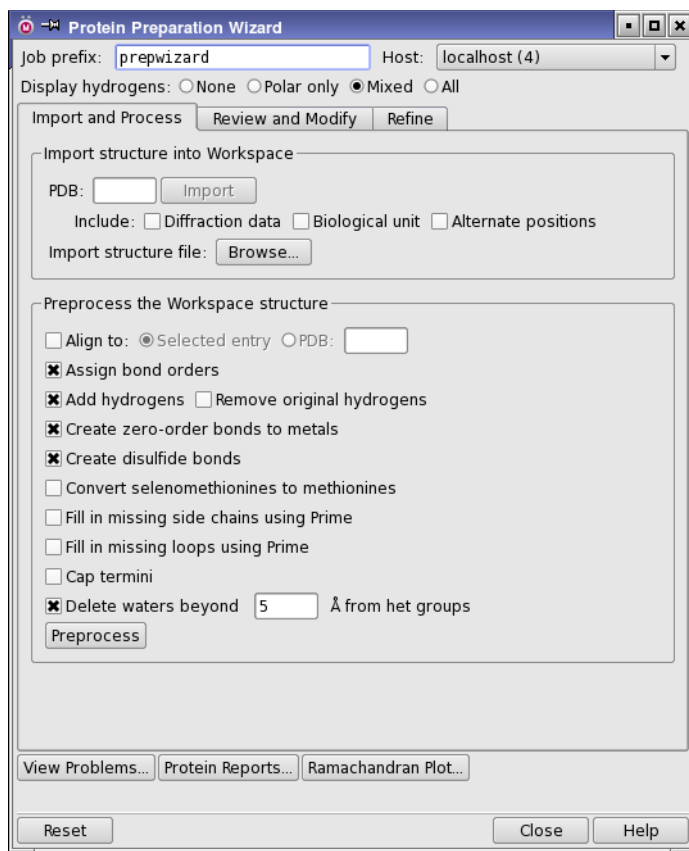 Protein Preparation Wizard
Job prefix: prepwizard Host: localhost (4)
Display hydrogens: None Polar only Mixed All
Import and Process Review and Modify Refine
Import structure into Workspace
PDB: Import
Include: Diffraction data Biological unit Alternate positions
Import structure file: Browse...
Preprocess the Workspace structure
Align to: Selected entry PDB:
Assign bond orders
Add hydrogens Remove original hydrogens
Create zero-order bonds to metals
Create disulfide bonds
Convert selenomethionines to methionines
Fill in missing side chains using Prime
Fill in missing loops using Prime
Cap termini
Delete waters beyond 5 Å from het groups
Preprocess
View Problems... Protein Reports... Ramachandran Plot...
Reset Close Help